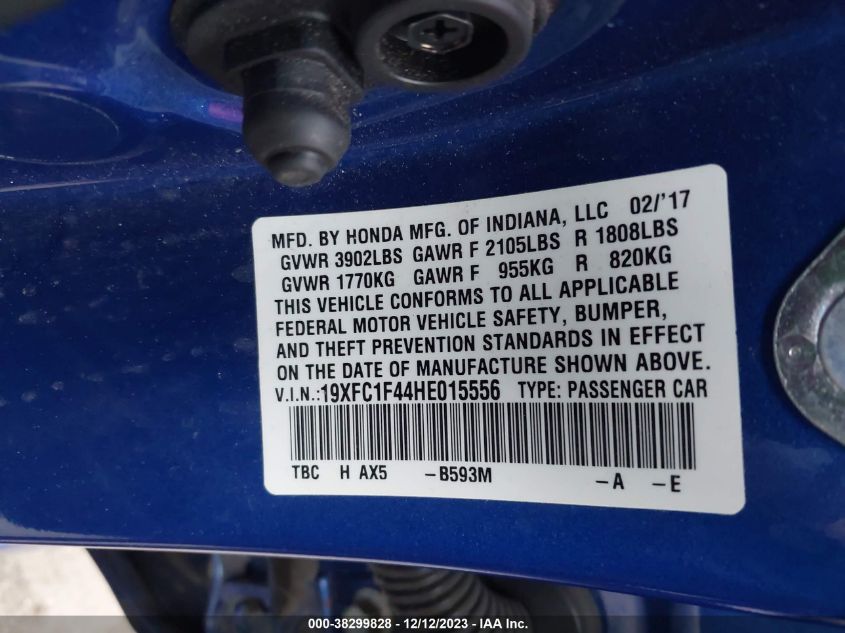 MFD. BY HONDA MFG. OF INDIANA, LLC 02/'17
GVWR 3902LBS GAWR F 2105LBS R 1808LBS
GVWR 1770KG GAWR F 955KG R 820KG
THIS VEHICLE CONFORMS TO ALL APPLICABLE
FEDERAL MOTOR VEHICLE SAFETY, BUMPER,
AND THEFT PREVENTION STANDARDS IN EFFECT
ON THE DATE OF MANUFACTURE SHOWN ABOVE.
V.I.N.:19XFC1F44HE015556 TYPE: PASSENGER CAR
TBC H AX5 -B593M -A -E
000-38299828 - 12/12/2023 - IAA Inc.